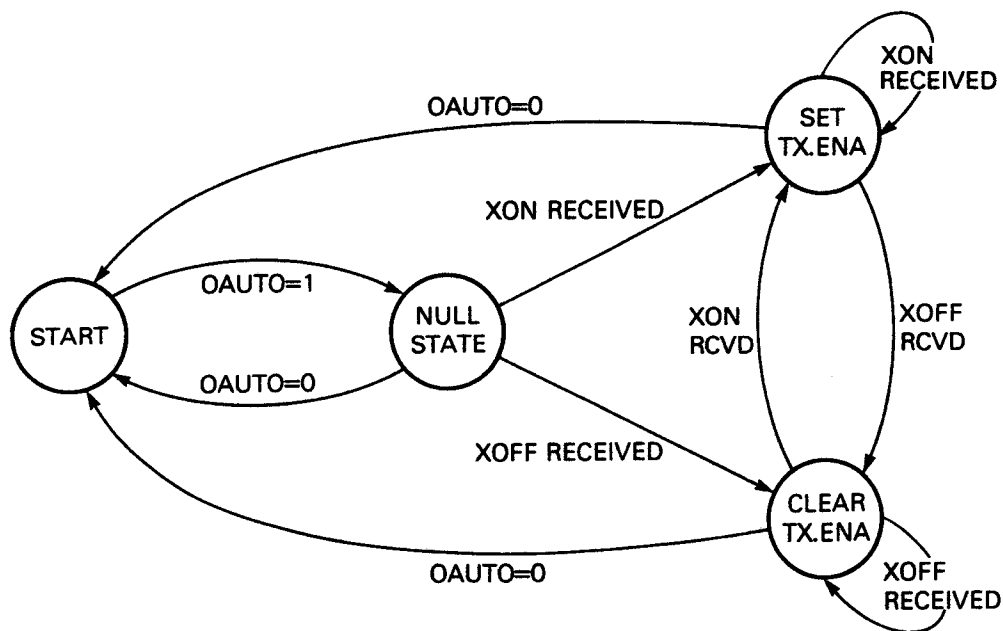 XON
RECEIVED
OAUTO=0
SET
TX.ENA
XON RECEIVED
OAUTO=1
NULL
STATE
START
XON
RCVD
XOFF
RCVD
OAUTO=0
XOFF RECEIVED
CLEAR
TX.ENA
OAUTO=0
XOFF
RECEIVED